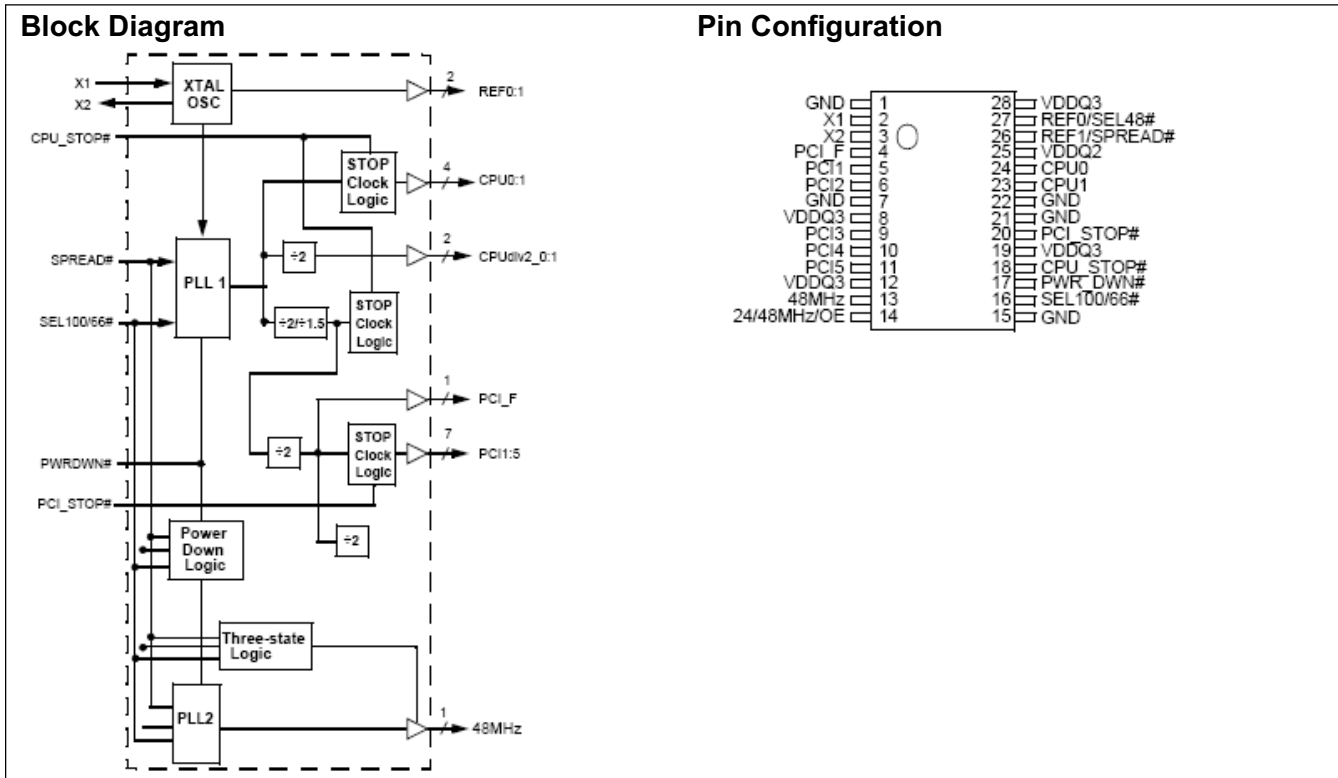 Block Diagram
X1
X2
XTAL
OSC
2
REF0:1
CPU_STOP#
STOP
Clock
Logic
4
CPU0:1
SPREAD#
PLL 1
÷2
2
CPUdiv2_0:1
SEL100/66#
÷2/÷1.5
STOP
Clock
Logic
1
PCI_F
÷2
STOP
Clock
Logic
7
PCI1:5
PWRDWN#
PCI_STOP#
Power
Down
Logic
÷2
Three-state
Logic
PLL2
1
48MHz
Pin Configuration
GND 1 28 VDDQ3
X1 2 27 REF0/SEL48#
X2 3 26 REF1/SPREAD#
PCI_F 4 25 VDDQ2
PCI1 5 24 CPU0
PCI2 6 23 CPU1
GND 7 22 GND
VDDQ3 8 21 GND
PCI3 9 20 PCI_STOP#
PCI4 10 19 VDDQ3
PCI5 11 18 CPU_STOP#
VDDQ3 12 17 PWR_DWN#
48MHz 13 16 SEL100/66#
24/48MHz/OE 14 15 GND